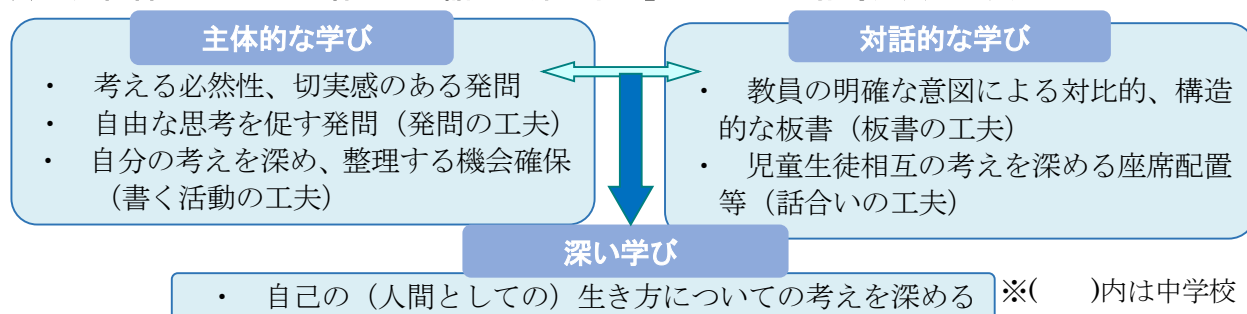 主体的な学び
・ 考える必然性、切実感のある発問
・ 自由な思考を促す発問（発問の工夫）
・ 自分の考えを深め、整理する機会確保
（書く活動の工夫）
対話的な学び
・ 教員の明確な意図による対比的、構造
的な板書（板書の工夫）
・ 児童生徒相互の考えを深める座席配置
等（話合いの工夫）
深い学び
・ 自己の（人間としての）生き方についての考えを深める
※(　　)内は中学校